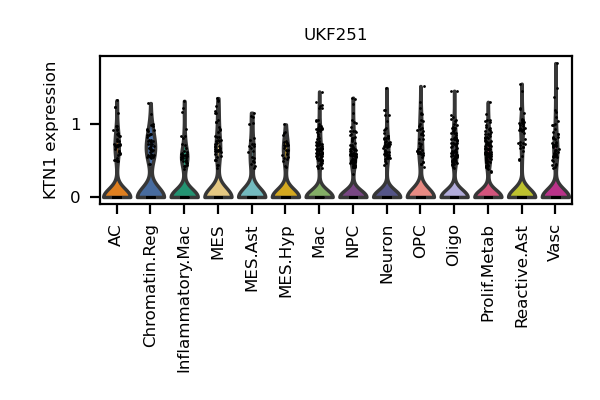 UKF251
KTN1 expression
1
0
AC
Chromatin.Reg
Inflammatory.Mac
MES
MES.Ast
MES.Hyp
Mac
NPC
Neuron
OPC
Oligo
Prolif.Metab
Reactive.Ast
Vasc